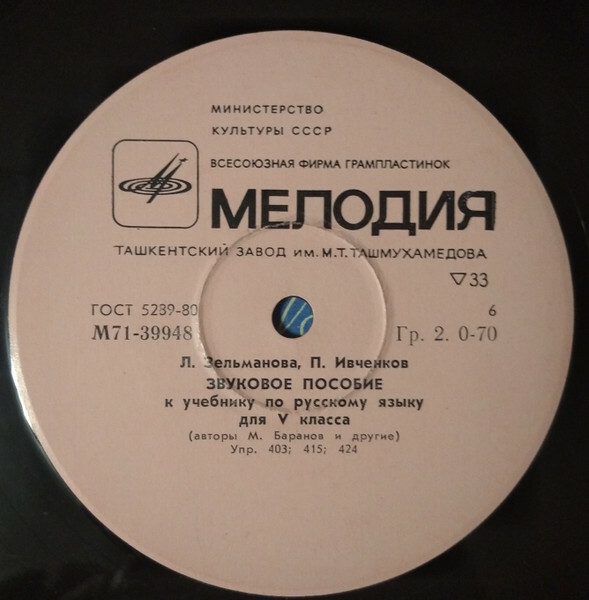 МИНИСТЕРСТВО
КУЛЬТУРЫ СССР
ВСЕСОЮЗНАЯ ФИРМА ГРАМПЛАСТИНОК
МЕЛОДИЯ
ТАШКЕНТСКИЙ ЗАВОД им. М.Т. ТАШМУХАМЕДОВА
▽33
ГОСТ 5289-80 6
М71-39948 Гр. 2. 0-70
Л. Зельманова, П. Ивченков
ЗВУКОВОЕ ПОСОБИЕ
к учебнику по русскому языку
для V класса
(авторы М. Баранов и другие)
Упр. 403; 415; 424